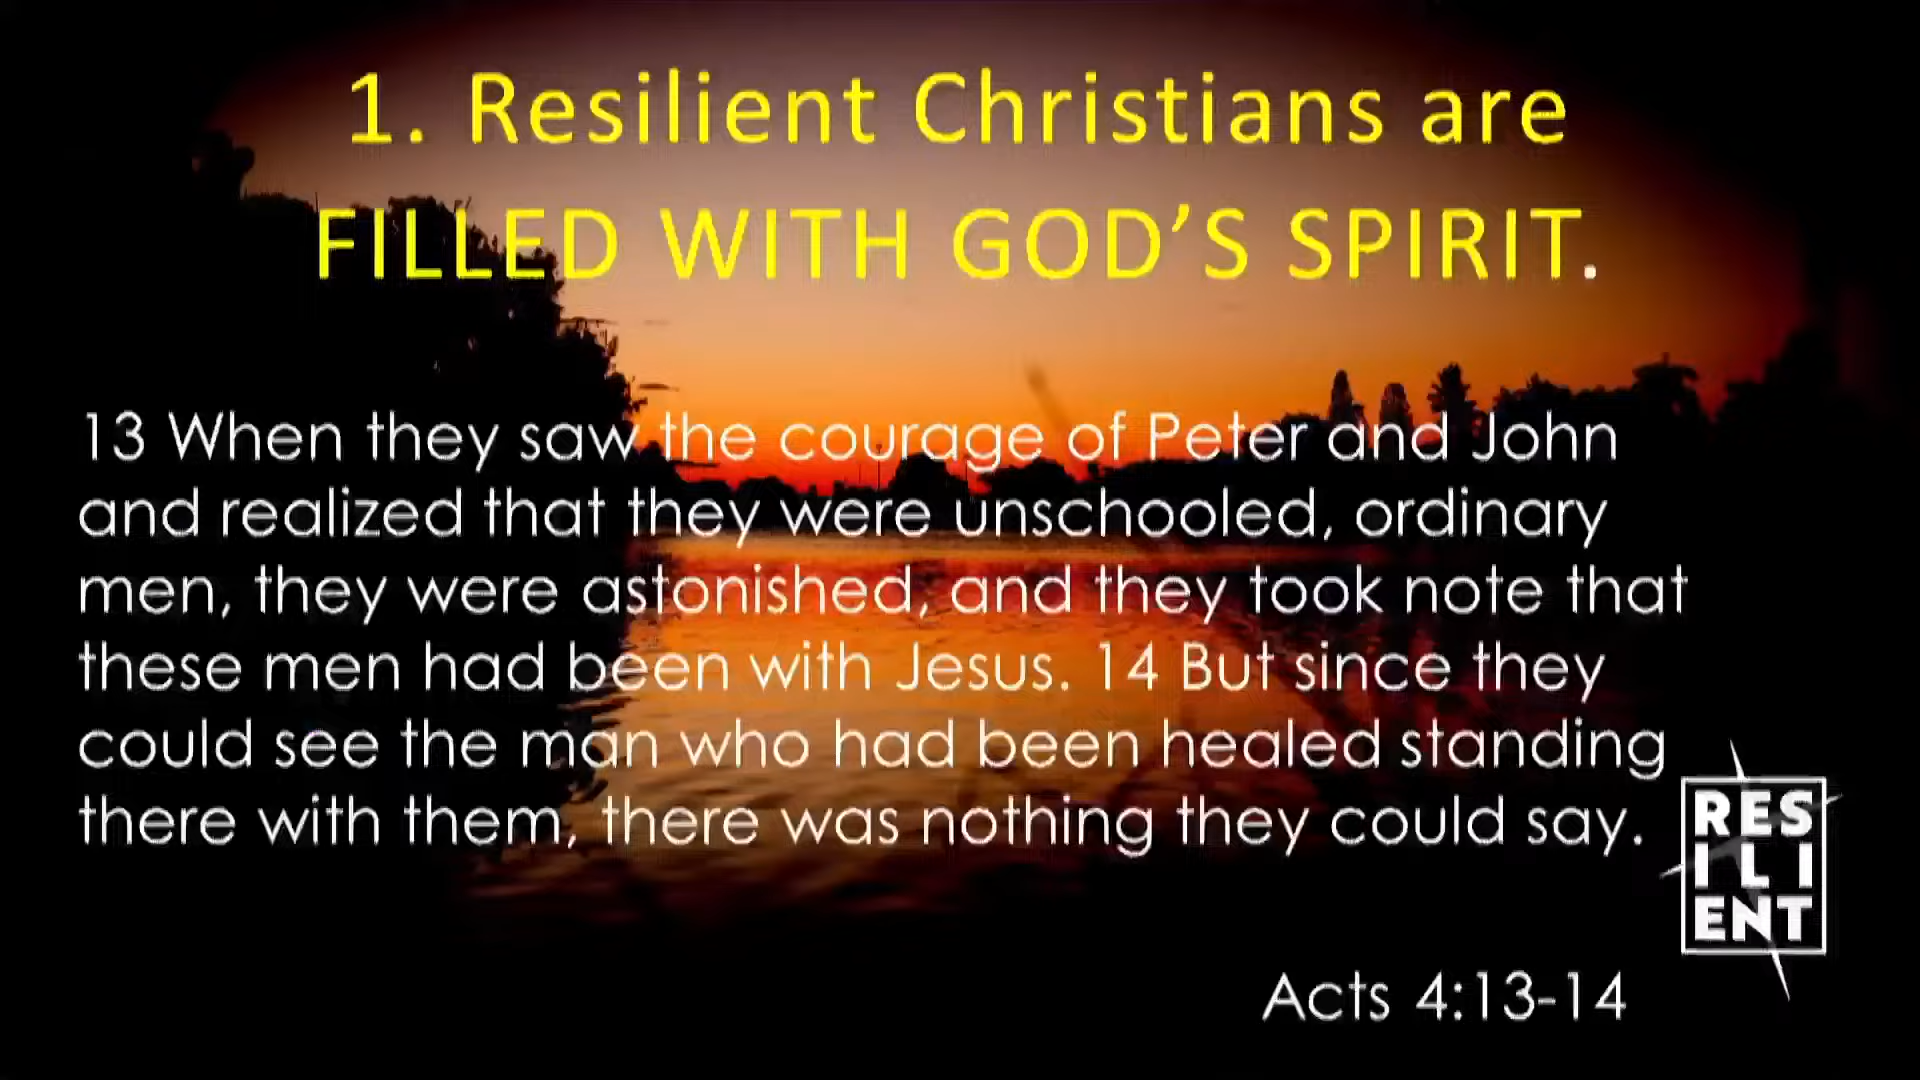 1. Resilient Christians are
FILLED WITH GOD’S SPIRIT.
13 When they saw the courage of Peter and John
and realized that they were unschooled, ordinary
men, they were astonished, and they took note that
these men had been with Jesus. 14 But since they
could see the man who had been healed standing
there with them, there was nothing they could say.
RES
ILI
ENT
Acts 4:13-14